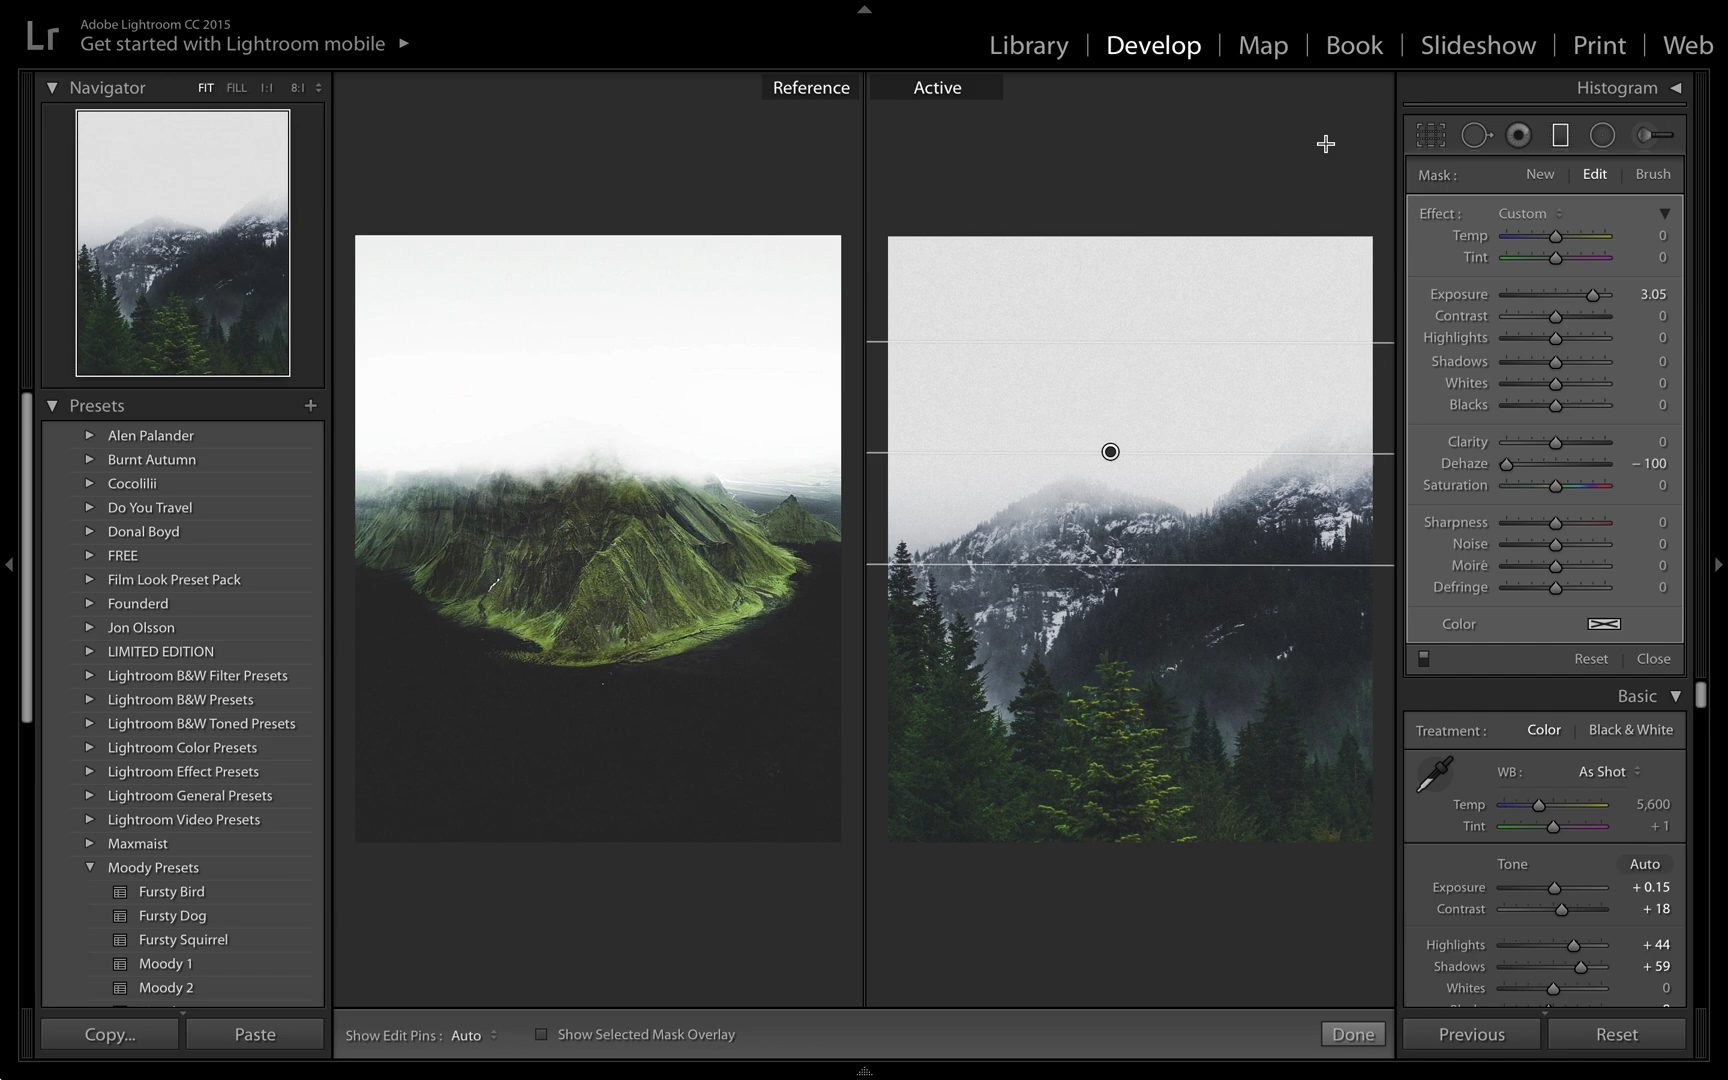 Lr
Adobe Lightroom CC 2015
Get started with Lightroom mobile
Library | Develop | Map | Book | Slideshow | Print | Web
Navigator FIT FILL 1:1 8:1
Reference
Active
Histogram
Mask : New Edit Brush
Effect : Custom
Temp 0
Tint 0
Exposure 3.05
Contrast 0
Highlights 0
Shadows 0
Whites 0
Blacks 0
Clarity 0
Dehaze – 100
Saturation 0
Sharpness 0
Noise 0
Moiré 0
Defringe 0
Color
Reset Close
Basic
Treatment : Color Black & White
WB : As Shot
Temp 5,600
Tint + 1
Tone Auto
Exposure + 0.15
Contrast + 18
Highlights + 44
Shadows + 59
Whites 0
Previous Reset
Presets +
Alen Palander
Burnt Autumn
Cocolilii
Do You Travel
Donal Boyd
FREE
Film Look Preset Pack
Founderd
Jon Olsson
LIMITED EDITION
Lightroom B&W Filter Presets
Lightroom B&W Presets
Lightroom B&W Toned Presets
Lightroom Color Presets
Lightroom Effect Presets
Lightroom General Presets
Lightroom Video Presets
Maxmaist
Moody Presets
Fursty Bird
Fursty Dog
Fursty Squirrel
Moody 1
Moody 2
Copy... Paste
Show Edit Pins : Auto Show Selected Mask Overlay Done